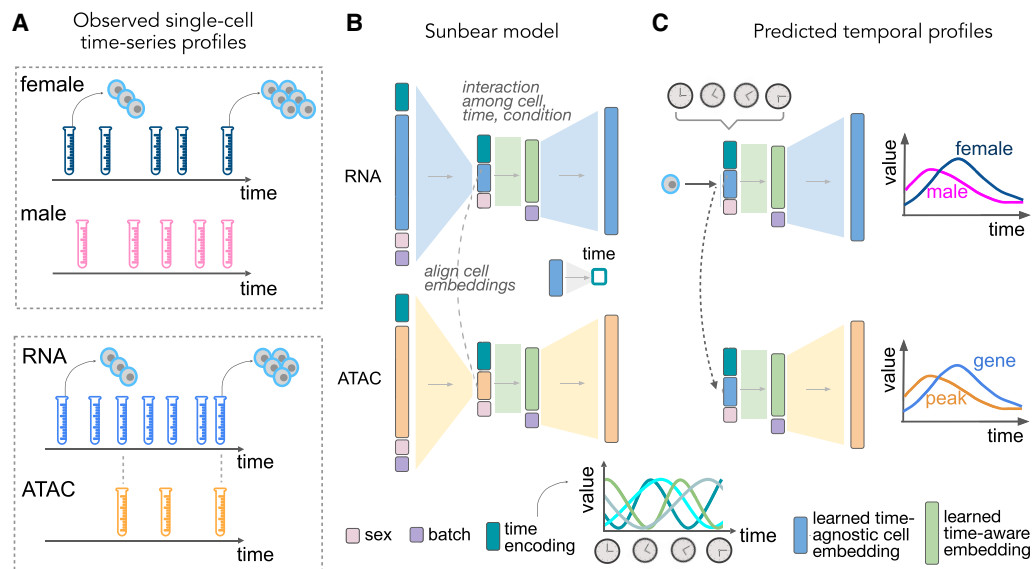 A
Observed single-cell
time-series profiles
female
time
male
time
RNA
time
ATAC
time
B
Sunbear model
interaction
among cell,
time, condition
RNA
align cell
embeddings
time
ATAC
sex
batch
time
encoding
value
time
C
Predicted temporal profiles
value
female
male
time
value
gene
peak
time
learned time-
agnostic cell
embedding
learned
time-aware
embedding